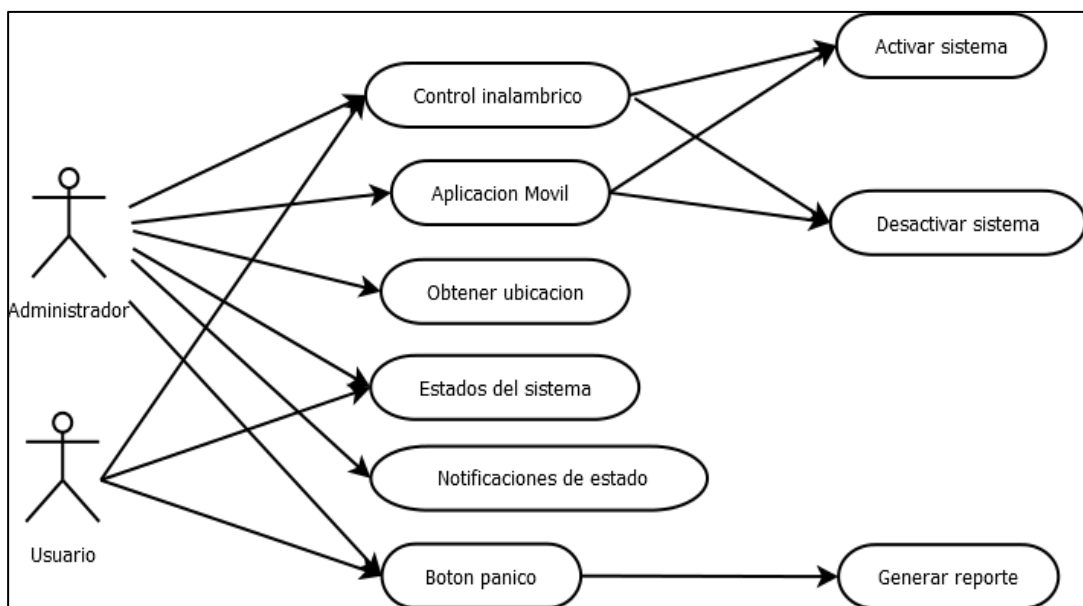 Activar sistema
Control inalambrico
Aplicacion Movil
Desactivar sistema
Obtener ubicacion
Administrador
Estados del sistema
Notificaciones de estado
Usuario
Boton panico
Generar reporte